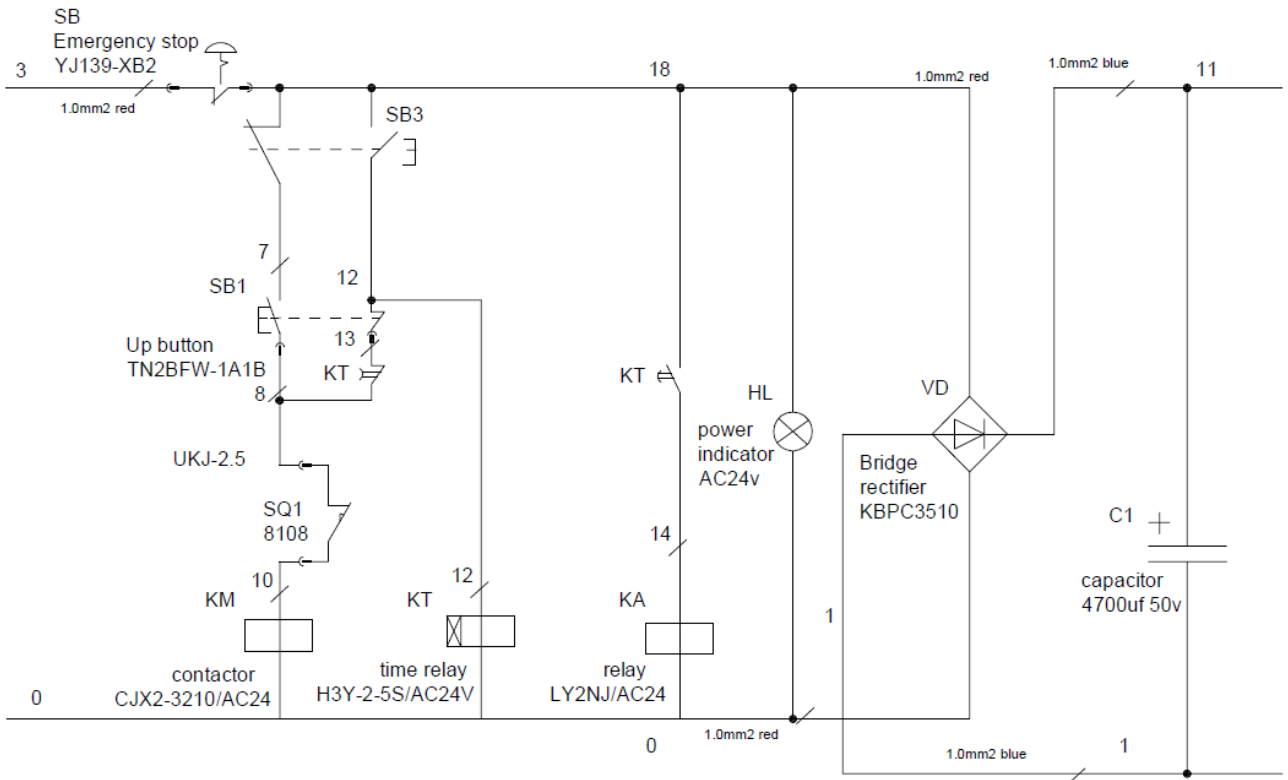 SB
Emergency stop
YJ139-XB2
3
1.0mm2 red
18
1.0mm2 red
1.0mm2 blue
11
SB3
7
12
SB1
13
Up button
TN2BFW-1A1B
KT
8
KT
HL
VD
power
indicator
AC24v
UKJ-2.5
Bridge
rectifier
KBPC3510
SQ1
8108
C1
14
10
12
KM
KT
KA
capacitor
4700uf 50v
1
contactor
CJX2-3210/AC24
time relay
H3Y-2-5S/AC24V
relay
LY2NJ/AC24
0
0
1.0mm2 red
1.0mm2 blue
1